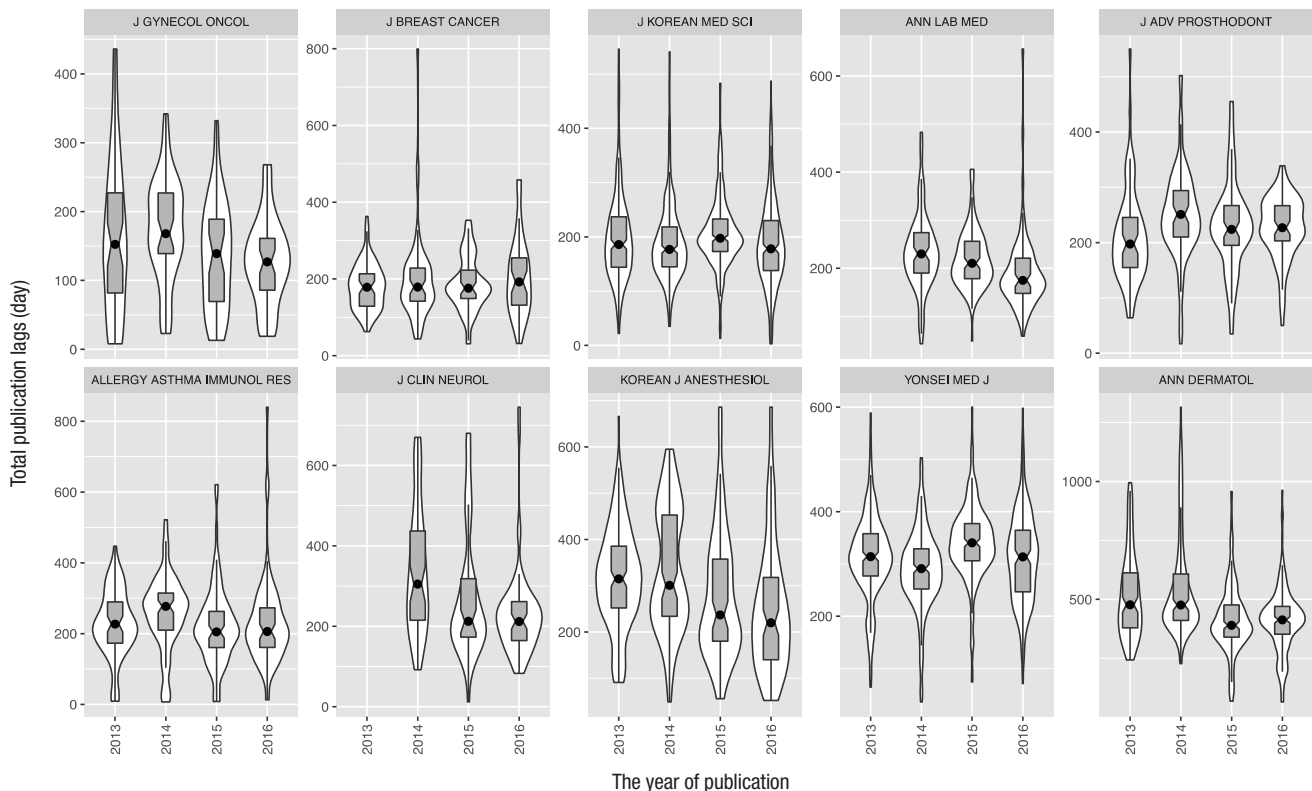 J GYNECOL ONCOL
J BREAST CANCER
J KOREAN MED SCI
ANN LAB MED
J ADV PROSTHODONT
400
300
200
100
0
800
600
400
200
0
400
200
0
600
400
200
400
200
0
ALLERGY ASTHMA IMMUNOL RES
J CLIN NEUROL
KOREAN J ANESTHESIOL
YONSEI MED J
ANN DERMATOL
800
600
400
200
0
600
400
200
0
600
400
200
600
400
200
1000
500
2013 2014 2015 2016
2013 2014 2015 2016
2013 2014 2015 2016
2013 2014 2015 2016
2013 2014 2015 2016
Total publication lags (day)
The year of publication